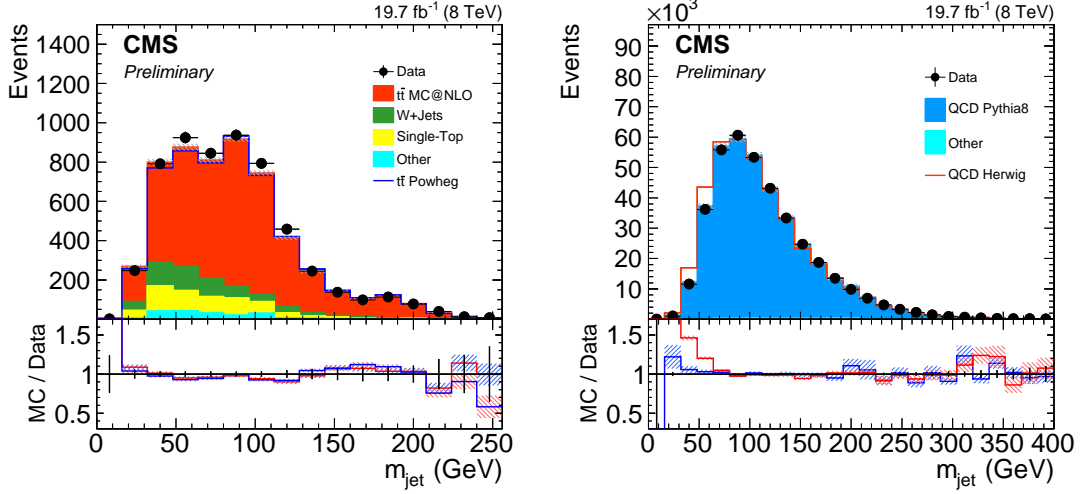 19.7 fb⁻¹ (8 TeV)
CMS
Preliminary
Data
tt̄ MC@NLO
W+Jets
Single-Top
Other
tt̄ Powheg
Events
1400
1200
1000
800
600
400
200
MC / Data
1.5
1
0.5
0 50 100 150 200 250
m_jet (GeV)
×10³
19.7 fb⁻¹ (8 TeV)
CMS
Preliminary
Data
QCD Pythia8
Other
QCD Herwig
Events
90
80
70
60
50
40
30
20
10
MC / Data
1.5
1
0.5
0 50 100 150 200 250 300 350 400
m_jet (GeV)